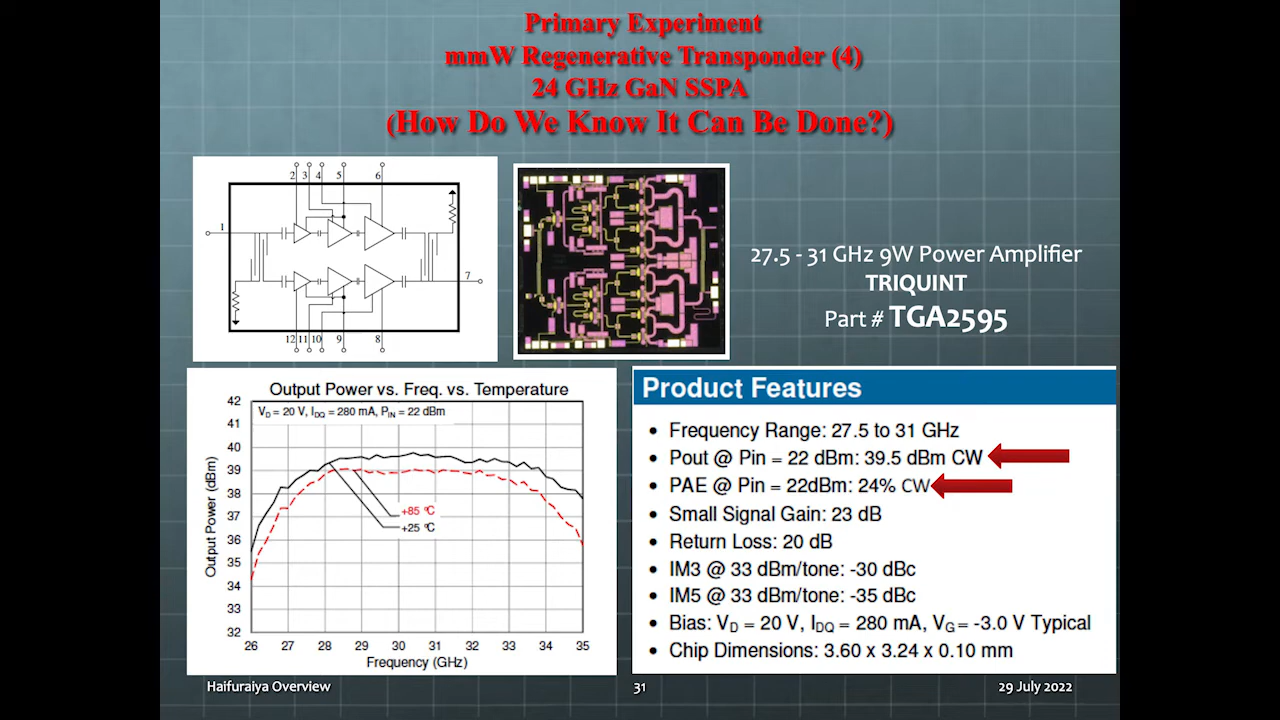 Primary Experiment
mmW Regenerative Transponder (4)
24 GHz GaN SSPA
(How Do We Know It Can Be Done?)
2 3 4 5 6
1
7
12 11 10 9 8
27.5 - 31 GHz 9W Power Amplifier
TRIQUINT
Part # TGA2595
Output Power vs. Freq. vs. Temperature
VD = 20 V, IDQ = 280 mA, PIN = 22 dBm
Output Power (dBm)
42
41
40
39
38
37
36
35
34
33
32
+85 °C
+25 °C
26 27 28 29 30 31 32 33 34 35
Frequency (GHz)
Product Features
• Frequency Range: 27.5 to 31 GHz
• Pout @ Pin = 22 dBm: 39.5 dBm CW
• PAE @ Pin = 22dBm: 24% CW
• Small Signal Gain: 23 dB
• Return Loss: 20 dB
• IM3 @ 33 dBm/tone: -30 dBc
• IM5 @ 33 dBm/tone: -35 dBc
• Bias: VD = 20 V, IDQ = 280 mA, VG= -3.0 V Typical
• Chip Dimensions: 3.60 x 3.24 x 0.10 mm
Haifuraiya Overview
31
29 July 2022